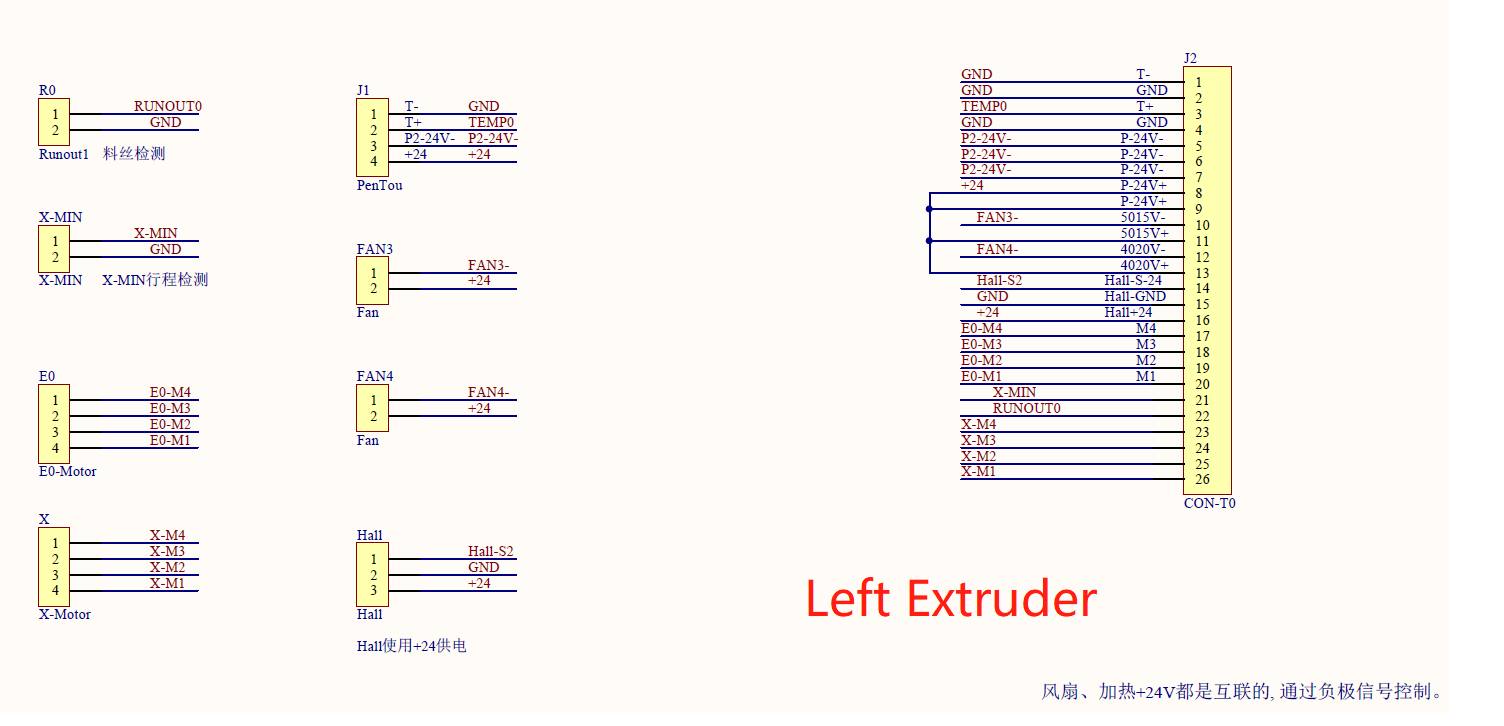 R0
1 RUNOUT0
2 GND
Runout1 料丝检测
X-MIN
1 X-MIN
2 GND
X-MIN X-MIN行程检测
E0
1 E0-M4
2 E0-M3
3 E0-M2
4 E0-M1
E0-Motor
X
1 X-M4
2 X-M3
3 X-M2
4 X-M1
X-Motor
J1
1 T- GND
2 T+ TEMP0
3 P2-24V- P2-24V-
4 +24 +24
PenTou
FAN3
1 FAN3-
2 +24
Fan
FAN4
1 FAN4-
2 +24
Fan
Hall
1 Hall-S2
2 GND
3 +24
Hall
Hall使用+24供电
J2
GND T- 1
GND GND 2
TEMP0 T+ 3
GND GND 4
P2-24V- P-24V- 5
P2-24V- P-24V- 6
P2-24V- P-24V- 7
+24 P-24V+ 8
P-24V+ 9
FAN3- 5015V- 10
5015V+ 11
FAN4- 4020V- 12
4020V+ 13
Hall-S2 Hall-S-24 14
GND Hall-GND 15
+24 Hall+24 16
E0-M4 M4 17
E0-M3 M3 18
E0-M2 M2 19
E0-M1 M1 20
X-MIN 21
RUNOUT0 22
X-M4 23
X-M3 24
X-M2 25
X-M1 26
CON-T0
Left Extruder
风扇、加热+24V都是互联的, 通过负极信号控制。